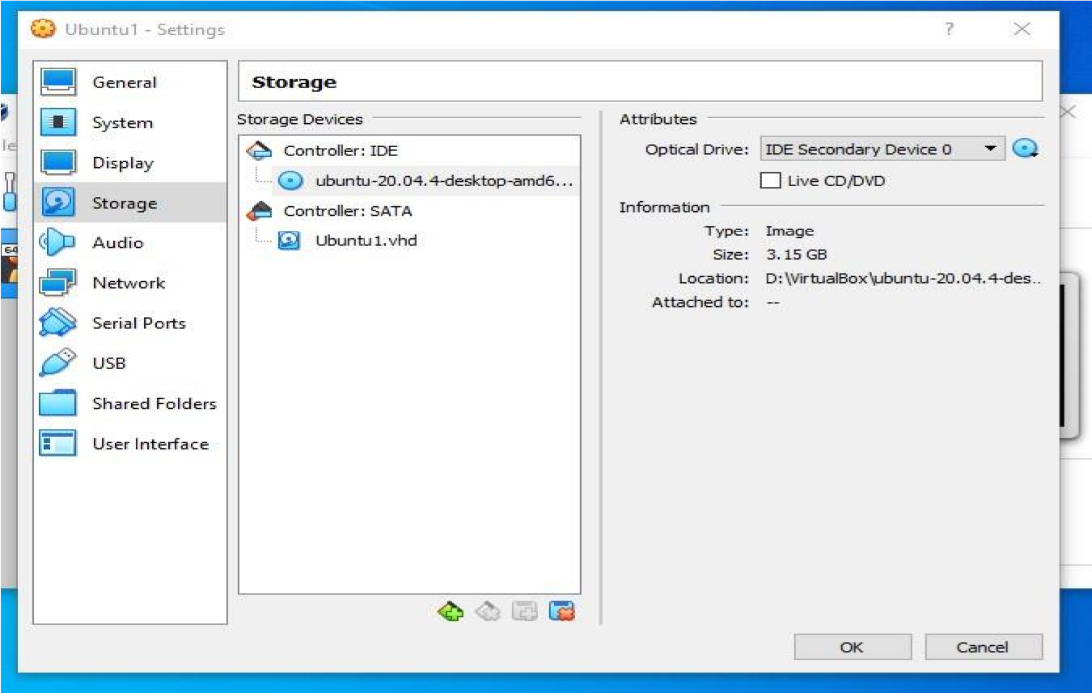 Ubuntu1 - Settings
?
General
System
Display
Storage
Audio
Network
Serial Ports
USB
Shared Folders
User Interface
Storage
Storage Devices
Controller: IDE
ubuntu-20.04.4-desktop-amd6...
Controller: SATA
Ubuntu1.vhd
Attributes
Optical Drive: IDE Secondary Device 0
Live CD/DVD
Information
Type: Image
Size: 3.15 GB
Location: D:\VirtualBox\ubuntu-20.04.4-des..
Attached to: --
OK Cancel